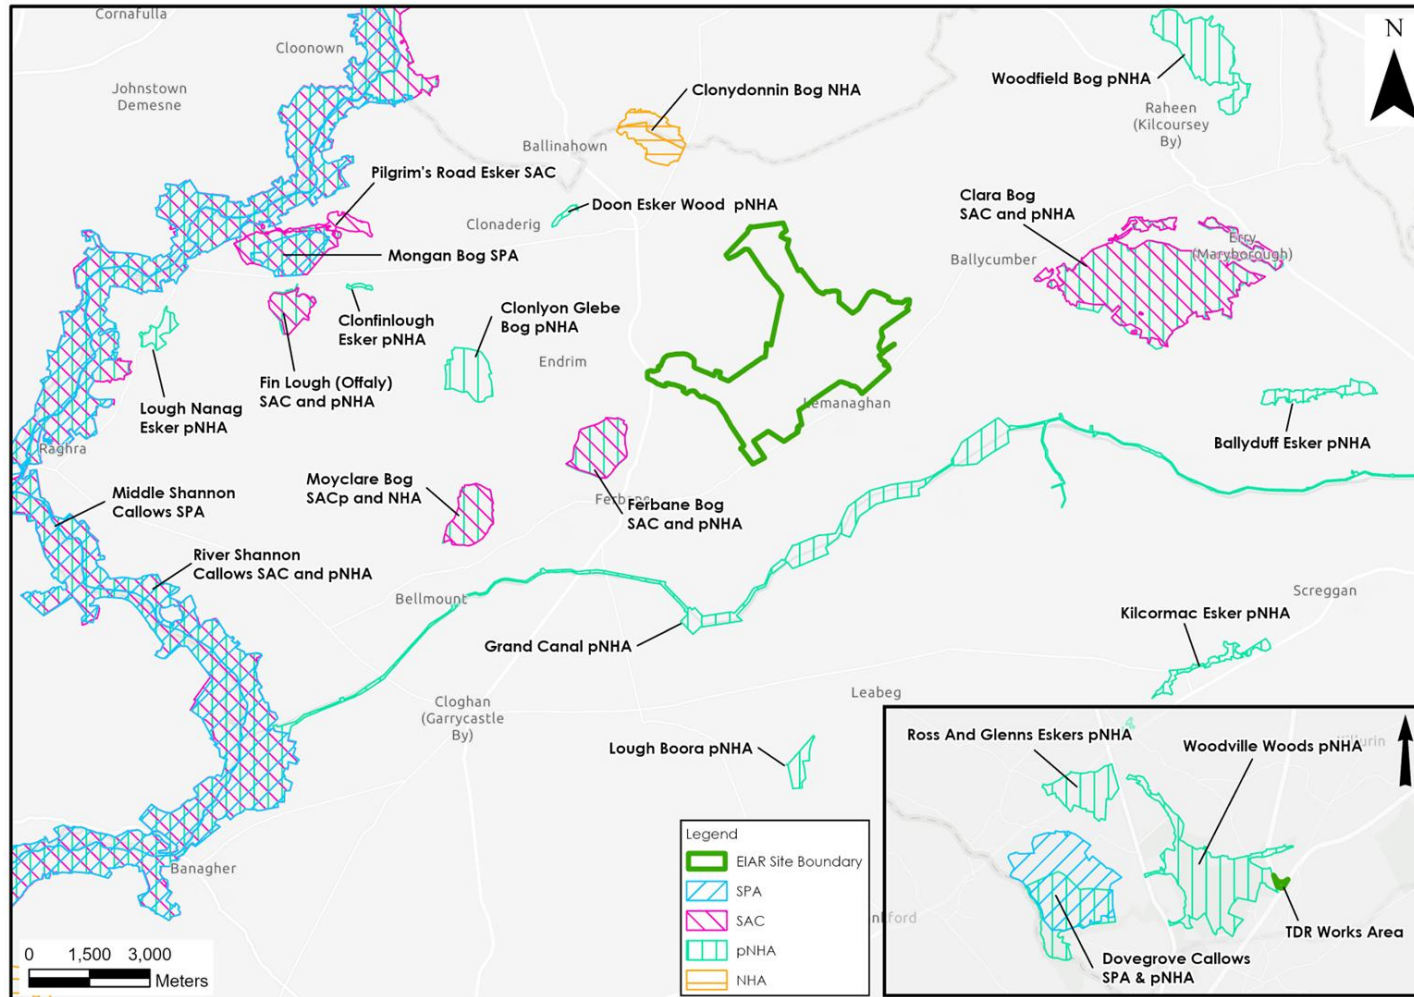 Cornafulla
Cloonown
Johnstown
Demesne
Clonydonnin Bog NHA
Ballinahown
Woodfield Bog pNHA
Raheen
(Kilcoursey
By)
N
Pilgrim's Road Esker SAC
Doon Esker Wood pNHA
Clonaderig
Mongan Bog SPA
Clara Bog
SAC and pNHA
Ballycumber
Erry
(Maryborough)
Clonfinlough
Esker pNHA
Clonlyon Glebe
Bog pNHA
Endrim
Fin Lough (Offaly)
SAC and pNHA
Lough Nanag
Esker pNHA
Lemanaghan
Ballyduff Esker pNHA
Raghra
Moyclare Bog
SACp and NHA
Ferbane
Ferbane Bog
SAC and pNHA
Middle Shannon
Callows SPA
River Shannon
Callows SAC and pNHA
Bellmount
Grand Canal pNHA
Screggan
Kilcormac Esker pNHA
Cloghan
(Garrycastle
By)
Leabeg
Lough Boora pNHA
Banagher
0 1,500 3,000
Meters
Legend
EIAR Site Boundary
SPA
SAC
pNHA
NHA
Ross And Glenns Eskers pNHA
Woodville Woods pNHA
TDR Works Area
Dovegrove Callows
SPA & pNHA